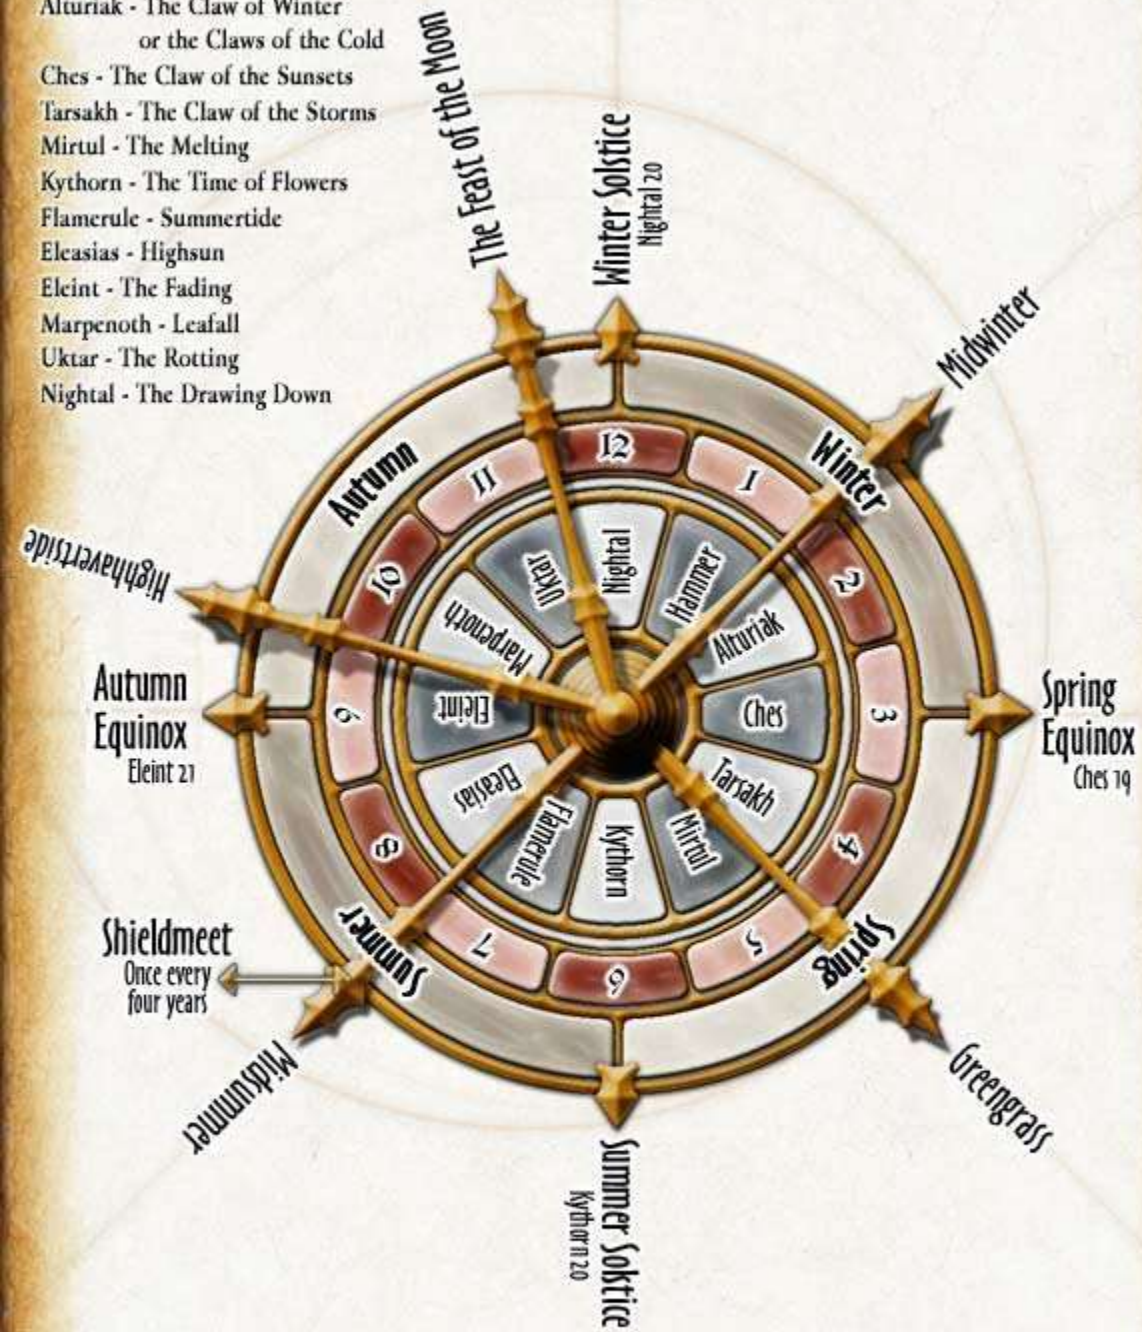 Alturiak - The Claw of Winter
or the Claws of the Cold
Ches - The Claw of the Sunsets
Tarsakh - The Claw of the Storms
Mirtul - The Melting
Kythorn - The Time of Flowers
Flamerule - Summertide
Eleasias - Highsun
Eleint - The Fading
Marpenoth - Leafall
Uktar - The Rotting
Nightal - The Drawing Down
The Feast of the Moon
Winter Solstice
Nightal 20
Midwinter
Spring
Equinox
Ches 19
Greengrass
Summer Solstice
Kythorn 20
Midsummer
Shieldmeet
Once every
four years
Autumn
Equinox
Eleint 21
Highhavertside
Winter
Spring
Summer
Autumn
12
1
2
3
4
5
6
7
8
9
10
11
Nightal
Hammer
Alturiak
Ches
Tarsakh
Mirtul
Kythorn
Flamerule
Eleasias
Eleint
Marpenoth
Uktar